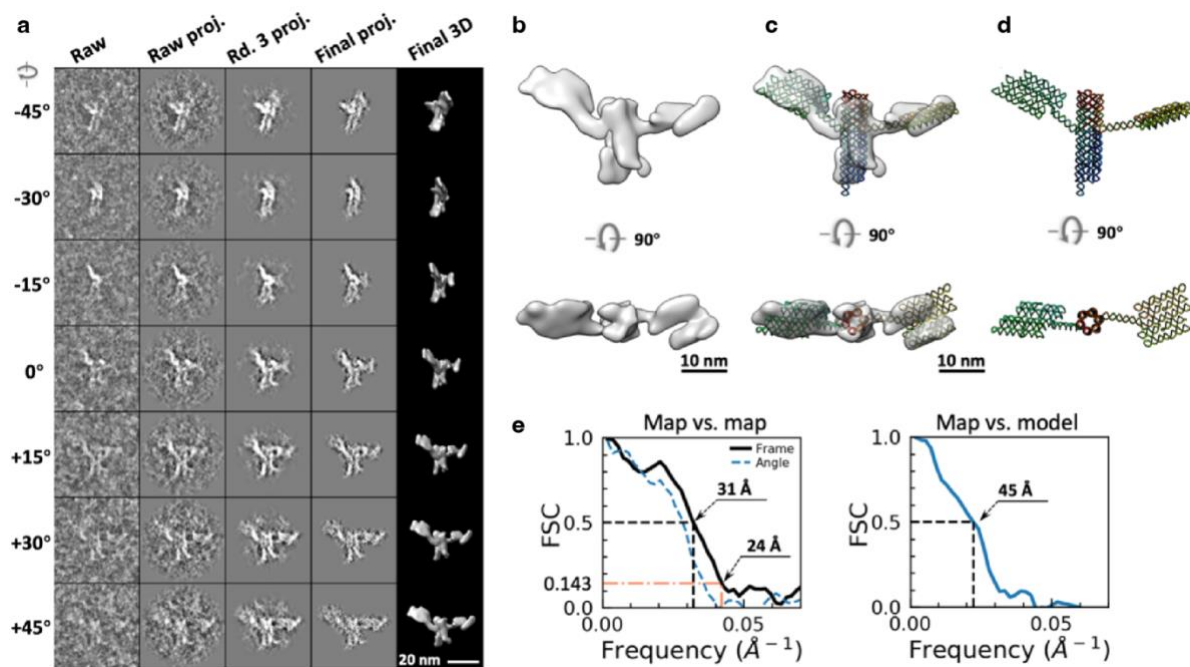 a
Raw
Raw proj.
Rd. 3 proj.
Final proj.
Final 3D
-45°
-30°
-15°
0°
+15°
+30°
+45°
20 nm
b
90°
10 nm
c
90°
10 nm
d
90°
e
Map vs. map
Frame
Angle
31 Å
24 Å
FSC
1.0
0.5
0.143
0.0
0.00
0.05
Frequency (Å⁻¹)
Map vs. model
45 Å
FSC
1.0
0.5
0.0
0.00
0.05
Frequency (Å⁻¹)